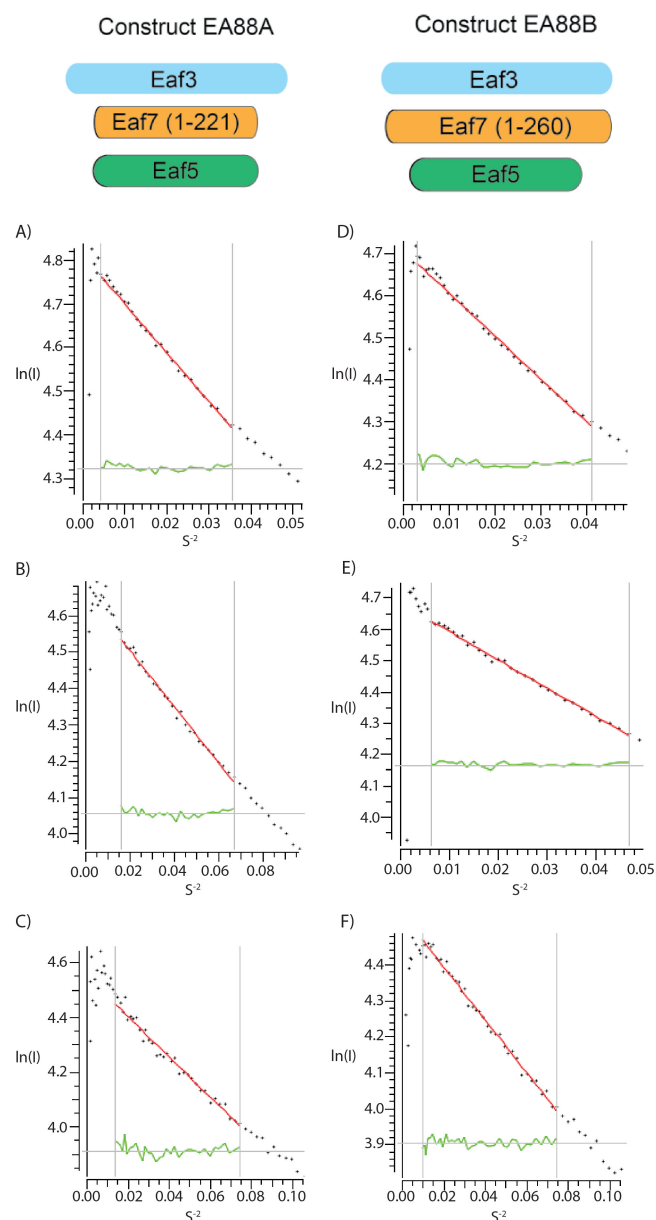 Construct EA88A
Construct EA88B
Eaf3
Eaf7 (1-221)
Eaf5
Eaf3
Eaf7 (1-260)
Eaf5
A)
4.8
4.7
4.6
ln(I)
4.5
4.4
4.3
0.00 0.01 0.02 0.03 0.04 0.05
S-2
D)
4.7
4.6
4.5
ln(I)
4.4
4.3
4.2
0.00 0.01 0.02 0.03 0.04
S-2
B)
4.6
4.5
4.4
ln(I)
4.3
4.2
4.1
4.0
0.00 0.02 0.04 0.06 0.08
S-2
E)
4.7
4.6
4.5
ln(I)
4.4
4.3
4.2
4.1
4.0
0.00 0.01 0.02 0.03 0.04 0.05
S-2
C)
4.6
4.4
ln(I)
4.2
4.0
0.00 0.02 0.04 0.06 0.08 0.10
S-2
F)
4.4
4.3
4.2
ln(I)
4.1
4.0
3.9
0.00 0.02 0.04 0.06 0.08 0.10
S-2